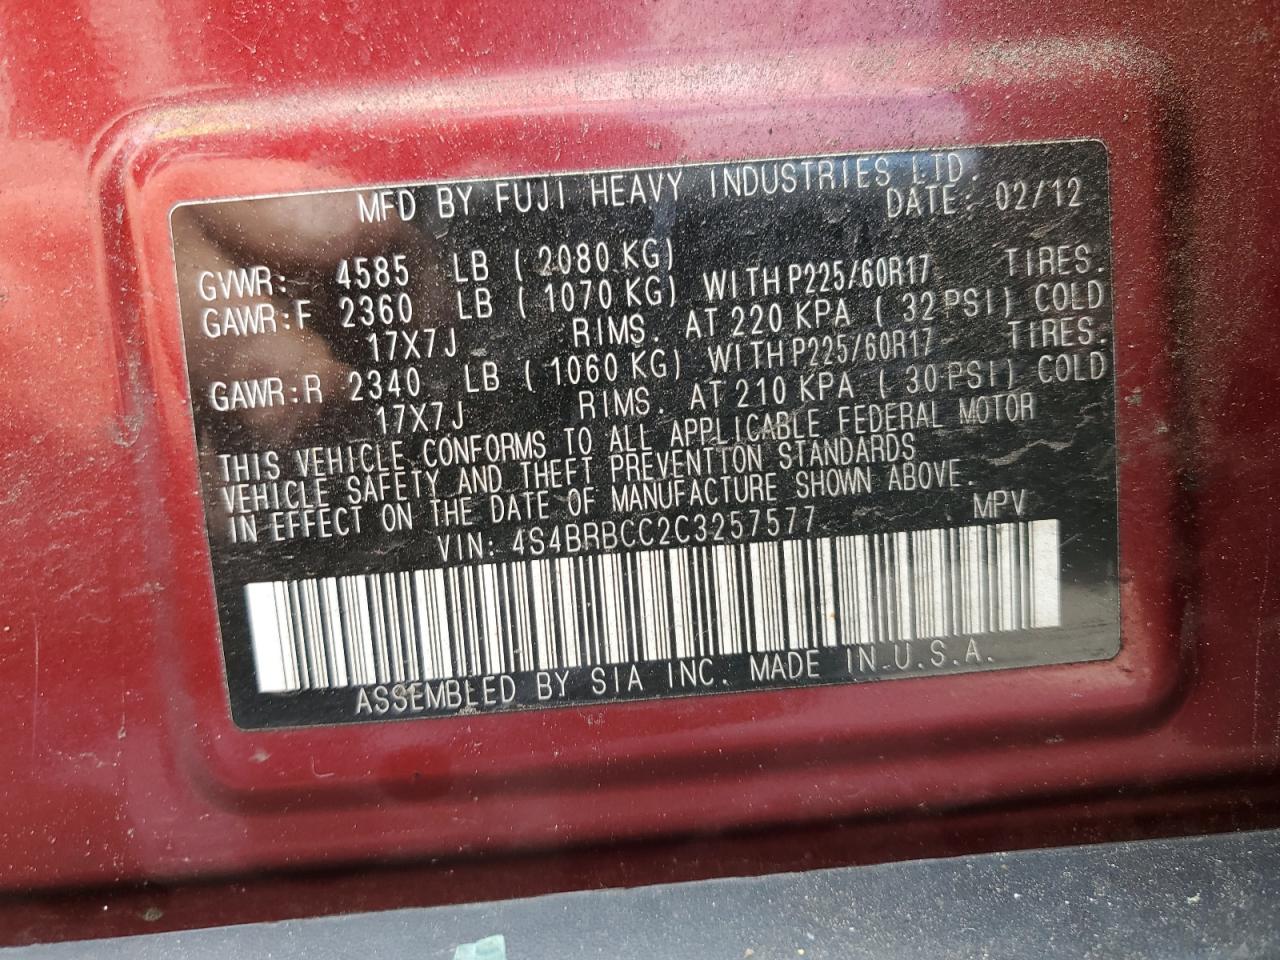 MFD BY FUJI HEAVY INDUSTRIES LTD.
DATE: 02/12
GVWR: 4585 LB ( 2080 KG)
GAWR:F 2360 LB ( 1070 KG) WITH P225/60R17 TIRES.
17X7J RIMS. AT 220 KPA ( 32 PSI) COLD
GAWR:R 2340 LB ( 1060 KG) WITH P225/60R17 TIRES.
17X7J RIMS. AT 210 KPA ( 30 PSI) COLD
THIS VEHICLE CONFORMS TO ALL APPLICABLE FEDERAL MOTOR
VEHICLE SAFETY AND THEFT PREVENTION STANDARDS
IN EFFECT ON THE DATE OF MANUFACTURE SHOWN ABOVE.
VIN: 4S4BRBCC2C3257577 MPV
ASSEMBLED BY SIA INC. MADE IN U.S.A.